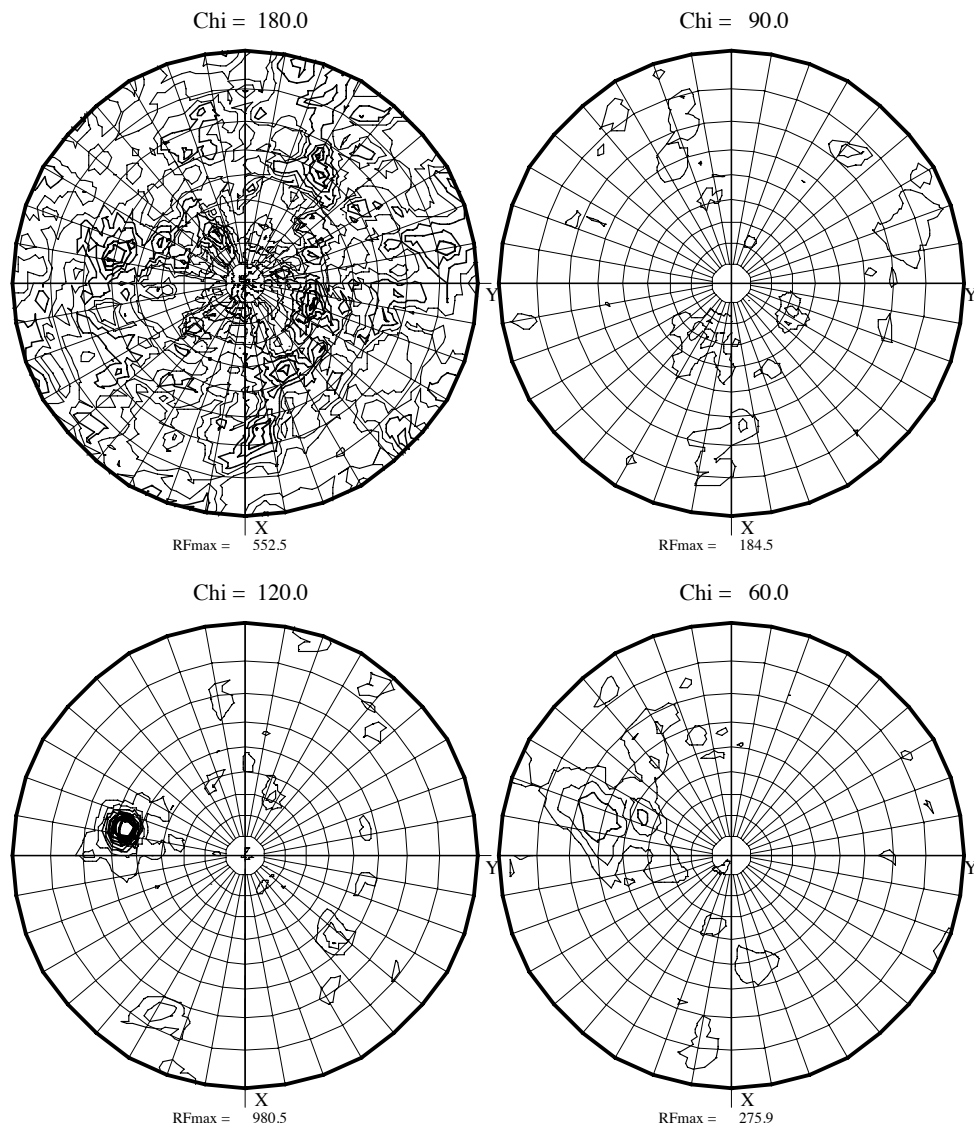 Chi = 180.0
Y
X
RFmax = 552.5
Chi = 90.0
Y
X
RFmax = 184.5
Chi = 120.0
Z
Y
X
RFmax = 980.5
Chi = 60.0
Y
X
RFmax = 275.9